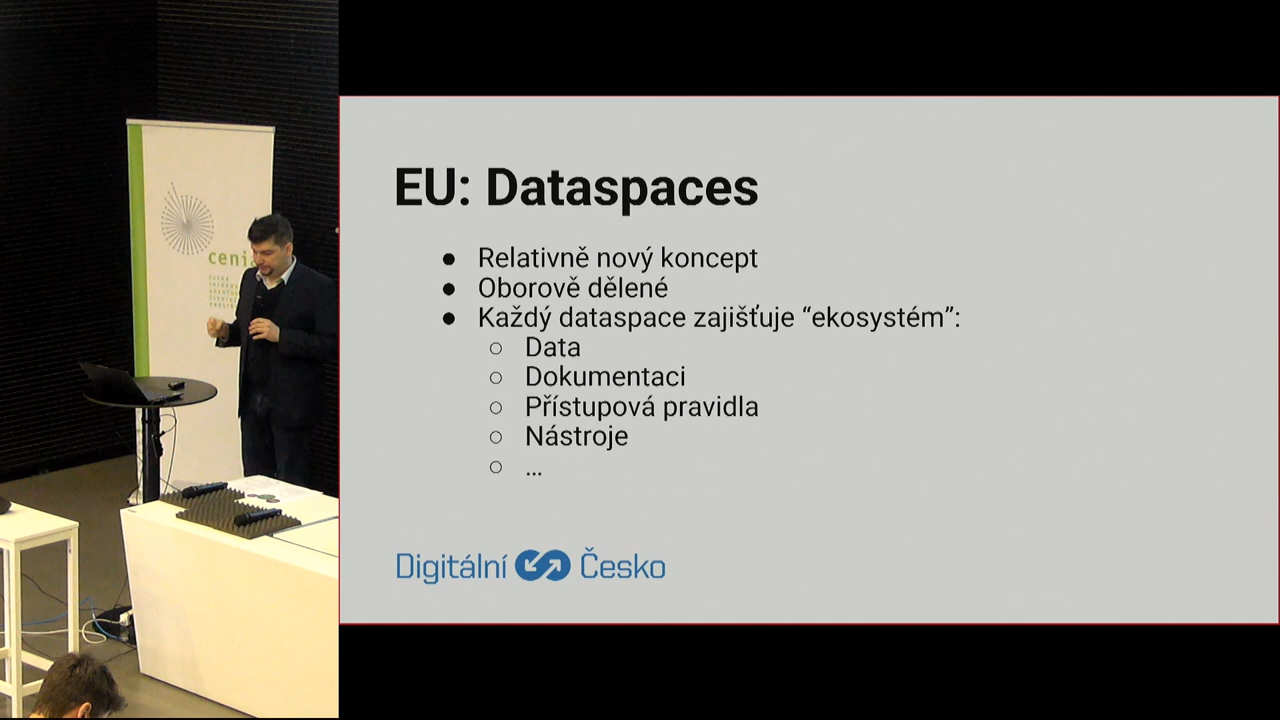 EU: Dataspaces
● Relativně nový koncept
● Oborově dělené
● Každý dataspace zajišťuje “ekosystém”:
○ Data
○ Dokumentaci
○ Přístupová pravidla
○ Nástroje
○ …
Digitální Česko